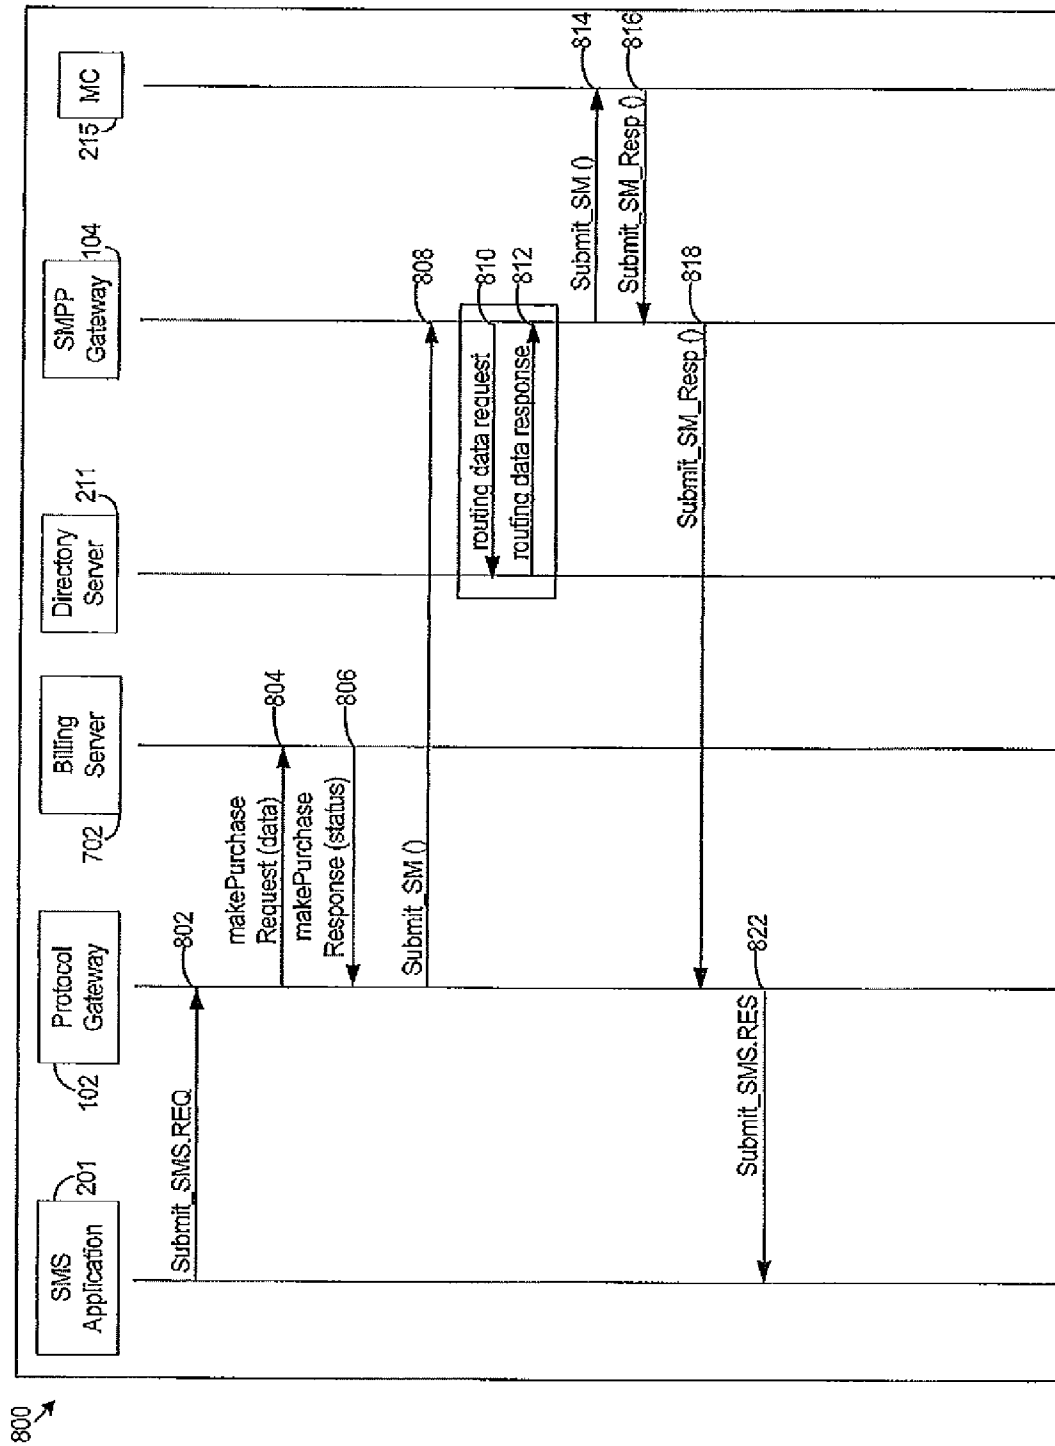 800
SMS
Application
201
Protocol
Gateway
102
Billing
Server
702
Directory
Server
211
SMPP
Gateway
104
MC
215
Submit_SMS.REQ
802
makePurchase
Request (data)
804
makePurchase
Response (status)
806
Submit_SM ()
808
routing data request
810
routing data response
812
Submit_SM ()
814
Submit_SM_Resp ()
816
Submit_SM_Resp ()
818
Submit_SMS.RES
822